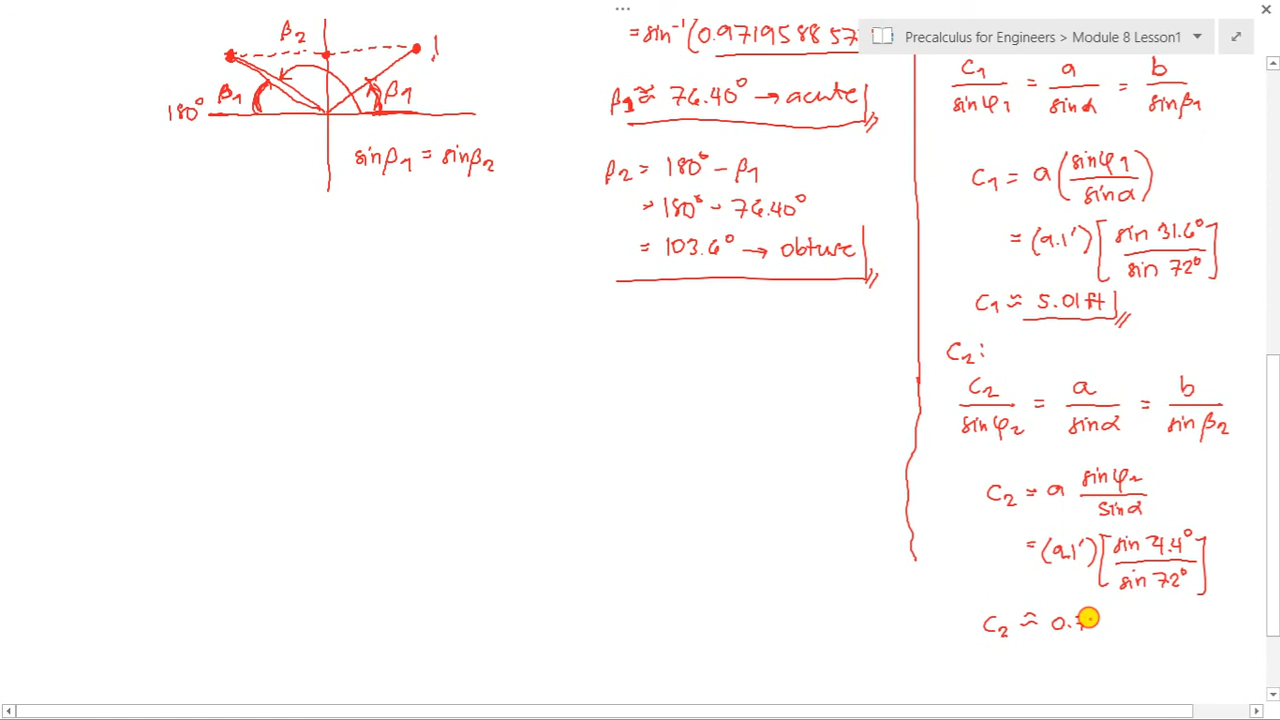 Precalculus for Engineers > Module 8 Lesson1
β₂
1
β₁
β₁
180°
sinβ₁ = sinβ₂
= sin⁻¹(0.97195885
β₁ ≈ 76.40° → acute
β₂ = 180° - β₁
= 180° - 76.40°
= 103.6° → obtuse
c₁/sinφ₁ = a/sinα = b/sinβ₁
c₁ = a (sinφ₁/sinα)
= (9.1') [sin 31.6°/sin 72°]
c₁ ≈ 5.01 ft
c₂:
c₂/sinφ₂ = a/sinα = b/sinβ₂
c₂ = a sinφ₂/sinα
= (9.1') [sin 4.4°/sin 72°]
c₂ ≈ 0.